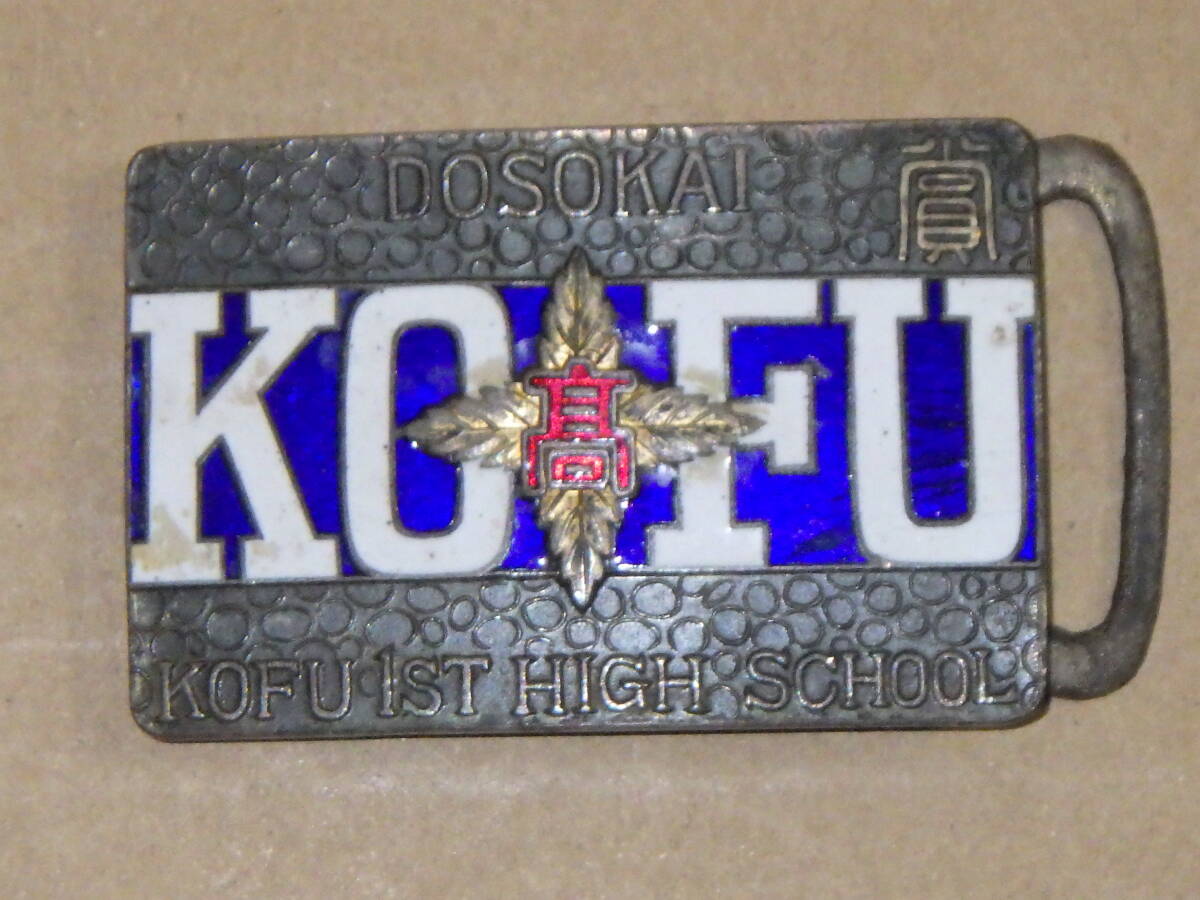 DOSOKAI 賞
KOFU
高
KOFU 1ST HIGH SCHOOL